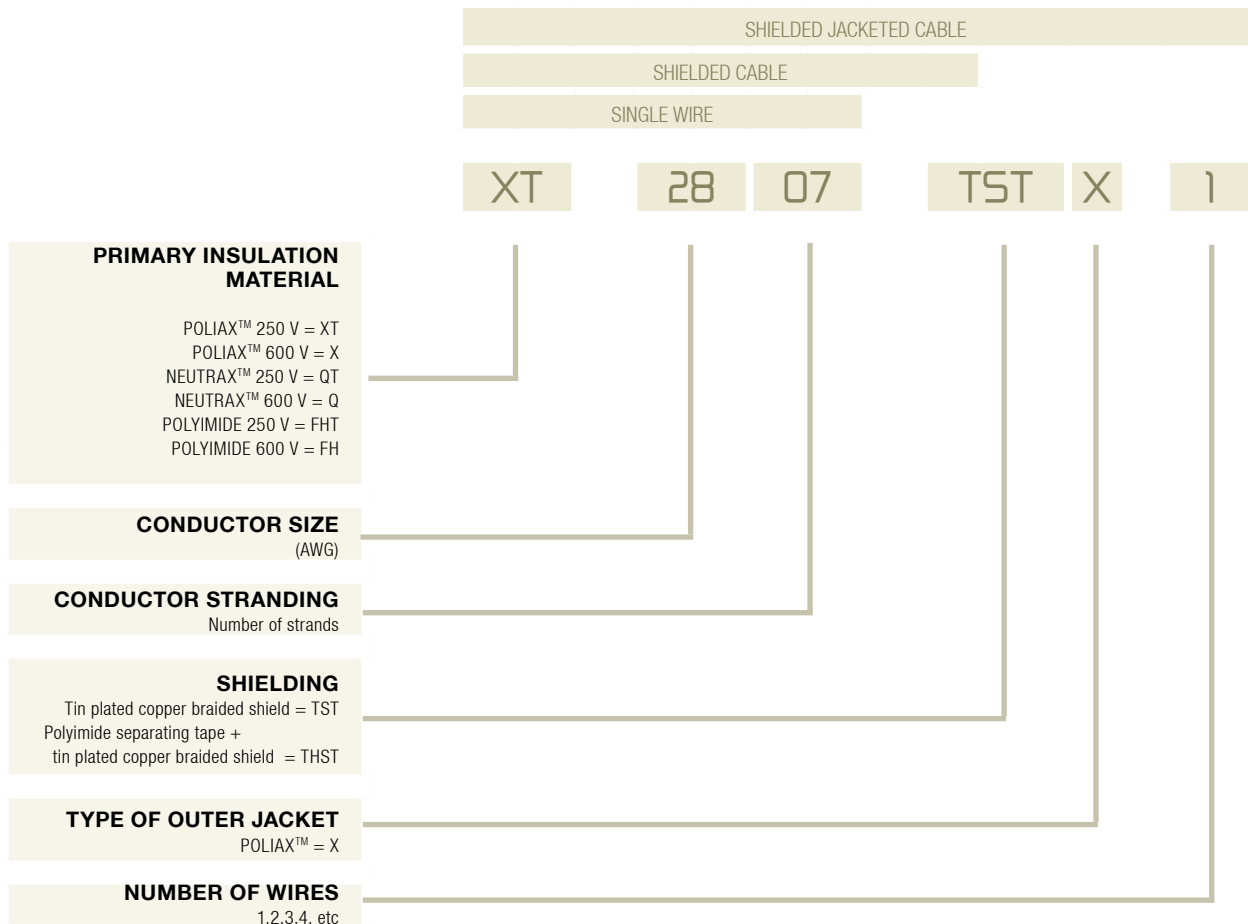 SHIELDED JACKETED CABLE
SHIELDED CABLE
SINGLE WIRE
XT 28 07 TST X 1
PRIMARY INSULATION
MATERIAL
POLIAX™ 250 V = XT
POLIAX™ 600 V = X
NEUTRAX™ 250 V = QT
NEUTRAX™ 600 V = Q
POLYIMIDE 250 V = FHT
POLYIMIDE 600 V = FH
CONDUCTOR SIZE
(AWG)
CONDUCTOR STRANDING
Number of strands
SHIELDING
Tin plated copper braided shield = TST
Polyimide separating tape +
tin plated copper braided shield = THST
TYPE OF OUTER JACKET
POLIAX™ = X
NUMBER OF WIRES
1,2,3,4, etc